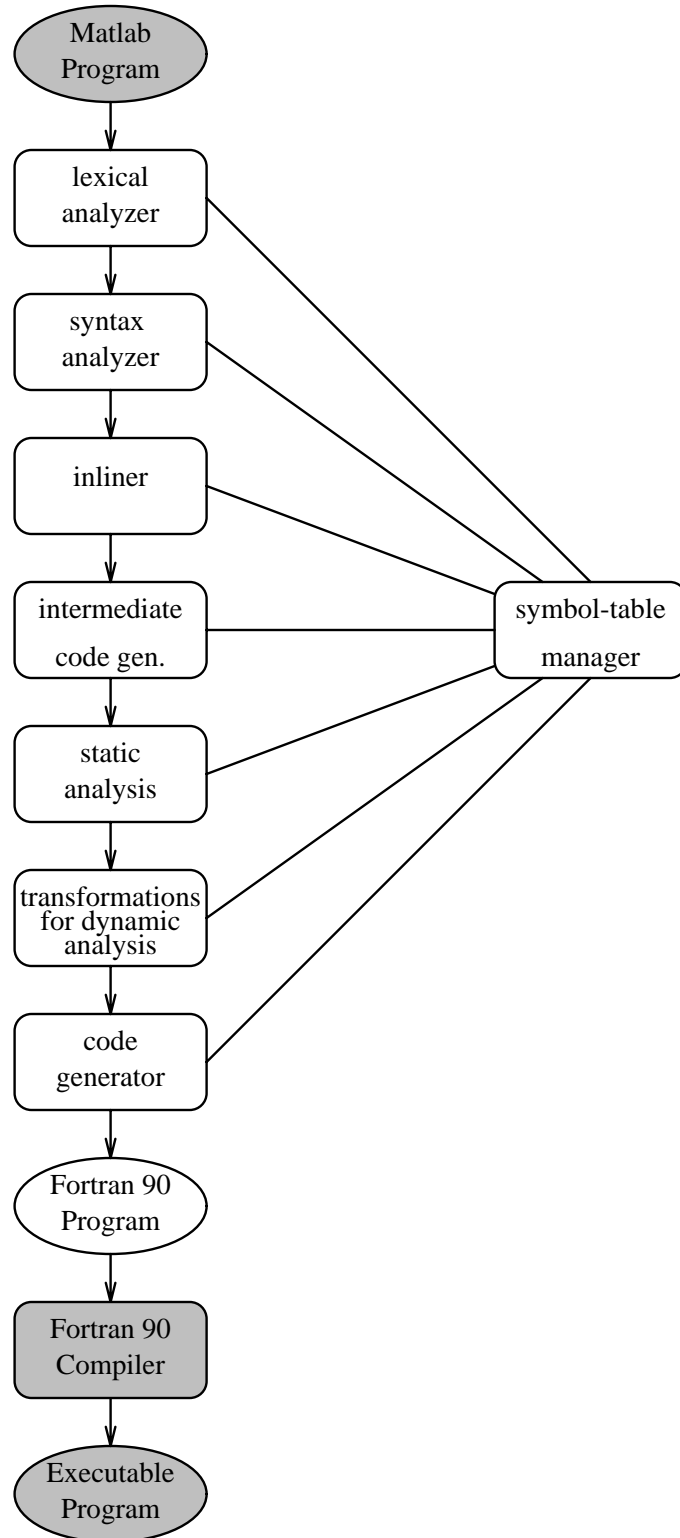 Matlab
Program
lexical
analyzer
syntax
analyzer
inliner
intermediate
code gen.
symbol-table
manager
static
analysis
transformations
for dynamic
analysis
code
generator
Fortran 90
Program
Fortran 90
Compiler
Executable
Program